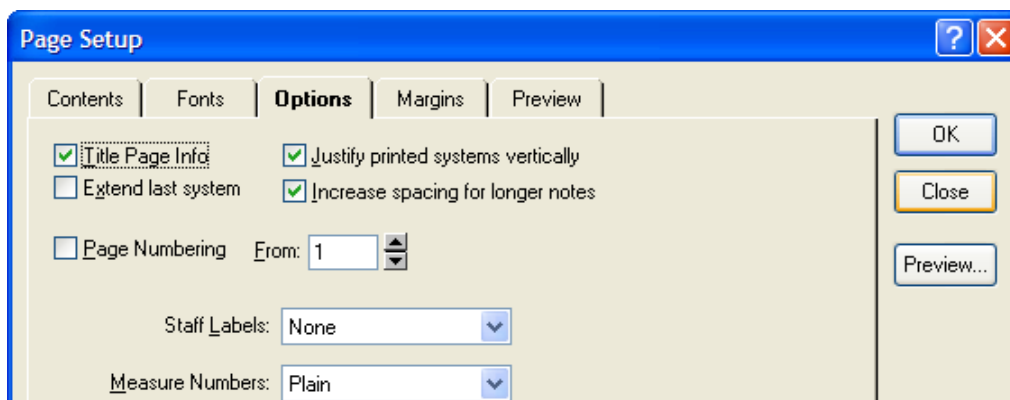 Page Setup
Contents Fonts Options Margins Preview
OK
Title Page Info Justify printed systems vertically
Extend last system Increase spacing for longer notes
Close
Page Numbering From: 1
Preview...
Staff Labels: None
Measure Numbers: Plain